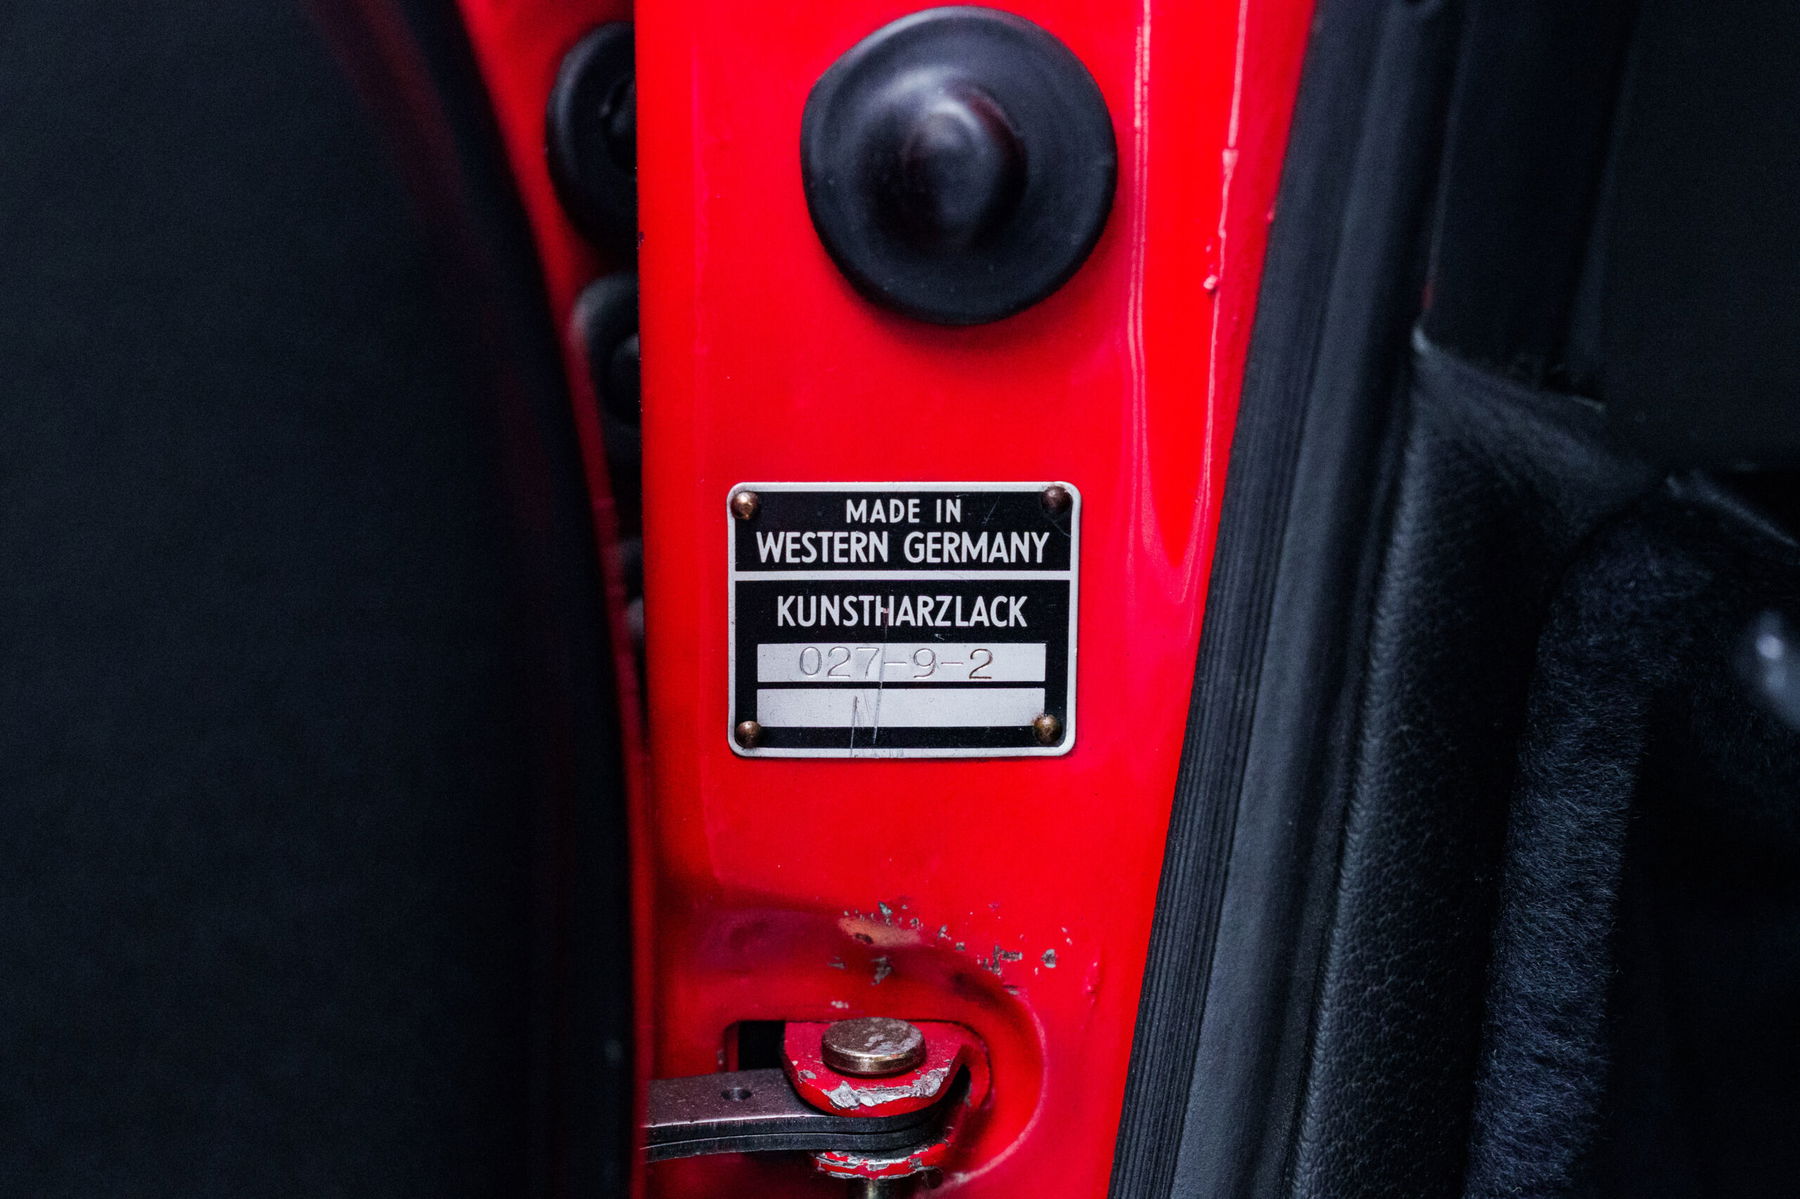 MADE IN
WESTERN GERMANY
KUNSTHARZLACK
027-9-2